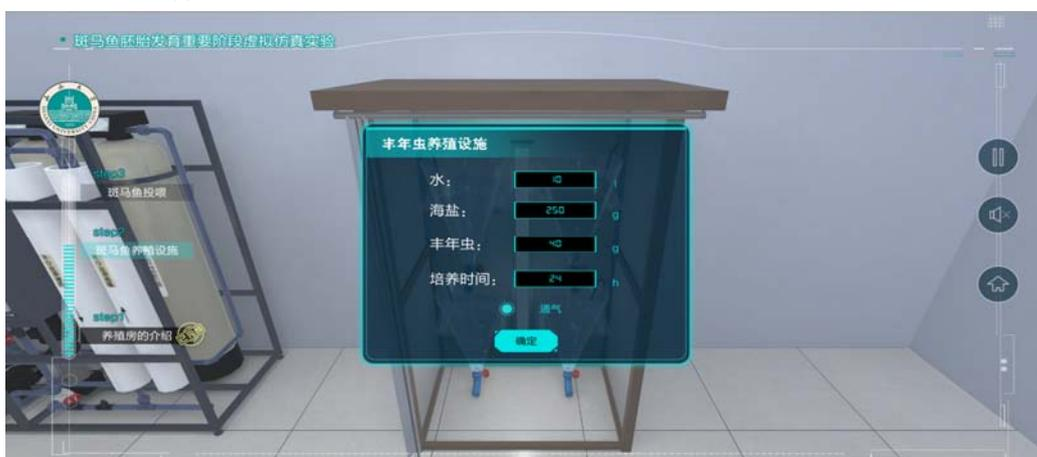 斑马鱼胚胎发育重要阶段虚拟仿真实验
step3
斑马鱼投喂
step2
斑马鱼养殖设施
step1
养殖房的介绍
丰年虫养殖设施
水: 10 l
海盐: 250 g
丰年虫: 40 g
培养时间: 24 h
通气
确定